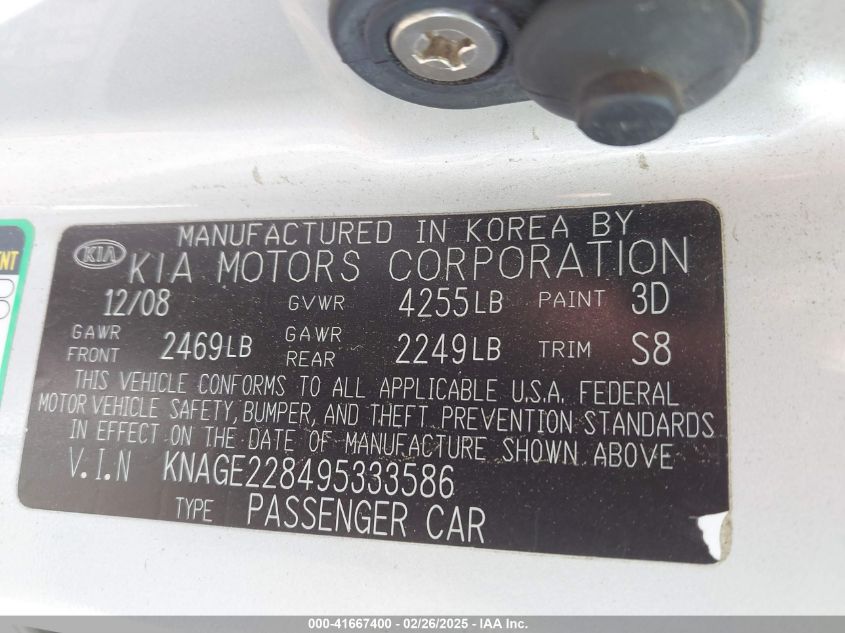 MANUFACTURED IN KOREA BY
KIA KIA MOTORS CORPORATION
12/08 GVWR 4255LB PAINT 3D
GAWR FRONT 2469LB GAWR REAR 2249LB TRIM S8
THIS VEHICLE CONFORMS TO ALL APPLICABLE U.S.A. FEDERAL
MOTOR VEHICLE SAFETY, BUMPER, AND THEFT PREVENTION STANDARDS
IN EFFECT ON THE DATE OF MANUFACTURE SHOWN ABOVE
V.I.N KNAGE228495333586
TYPE PASSENGER CAR
000-41667400 - 02/26/2025 - IAA Inc.